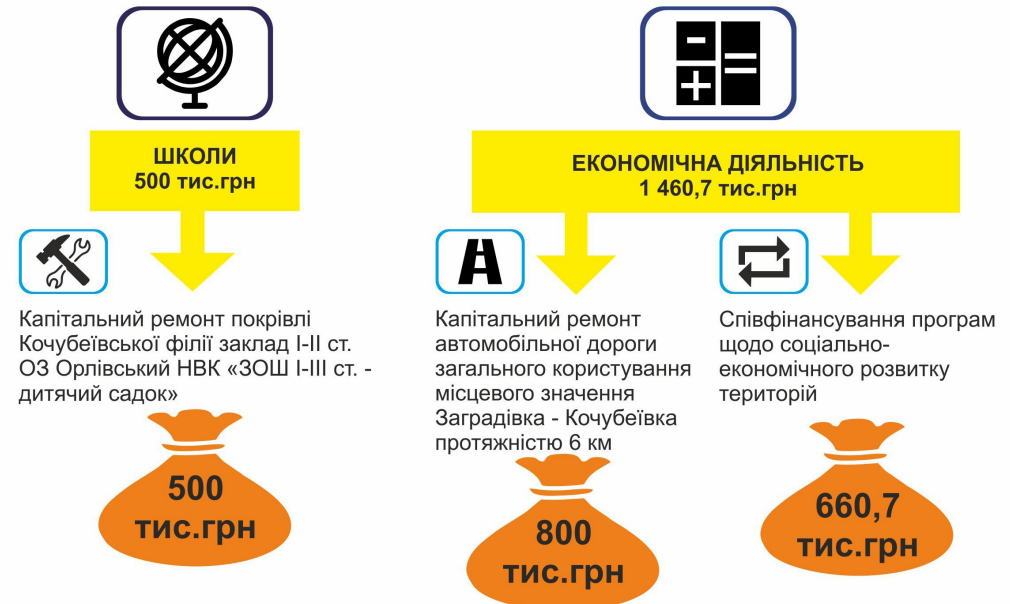 ШКОЛИ
500 тис.грн
Капітальний ремонт покрівлі
Кочубеївської філії заклад І-ІІ ст.
ОЗ Орлівський НВК «ЗОШ І-ІІІ ст. -
дитячий садок»
500
тис.грн
ЕКОНОМІЧНА ДІЯЛЬНІСТЬ
1 460,7 тис.грн
Капітальний ремонт
автомобільної дороги
загального користування
місцевого значення
Заградівка - Кочубеївка
протяжністю 6 км
800
тис.грн
Співфінансування програм
щодо соціально-
економічного розвитку
територій
660,7
тис.грн